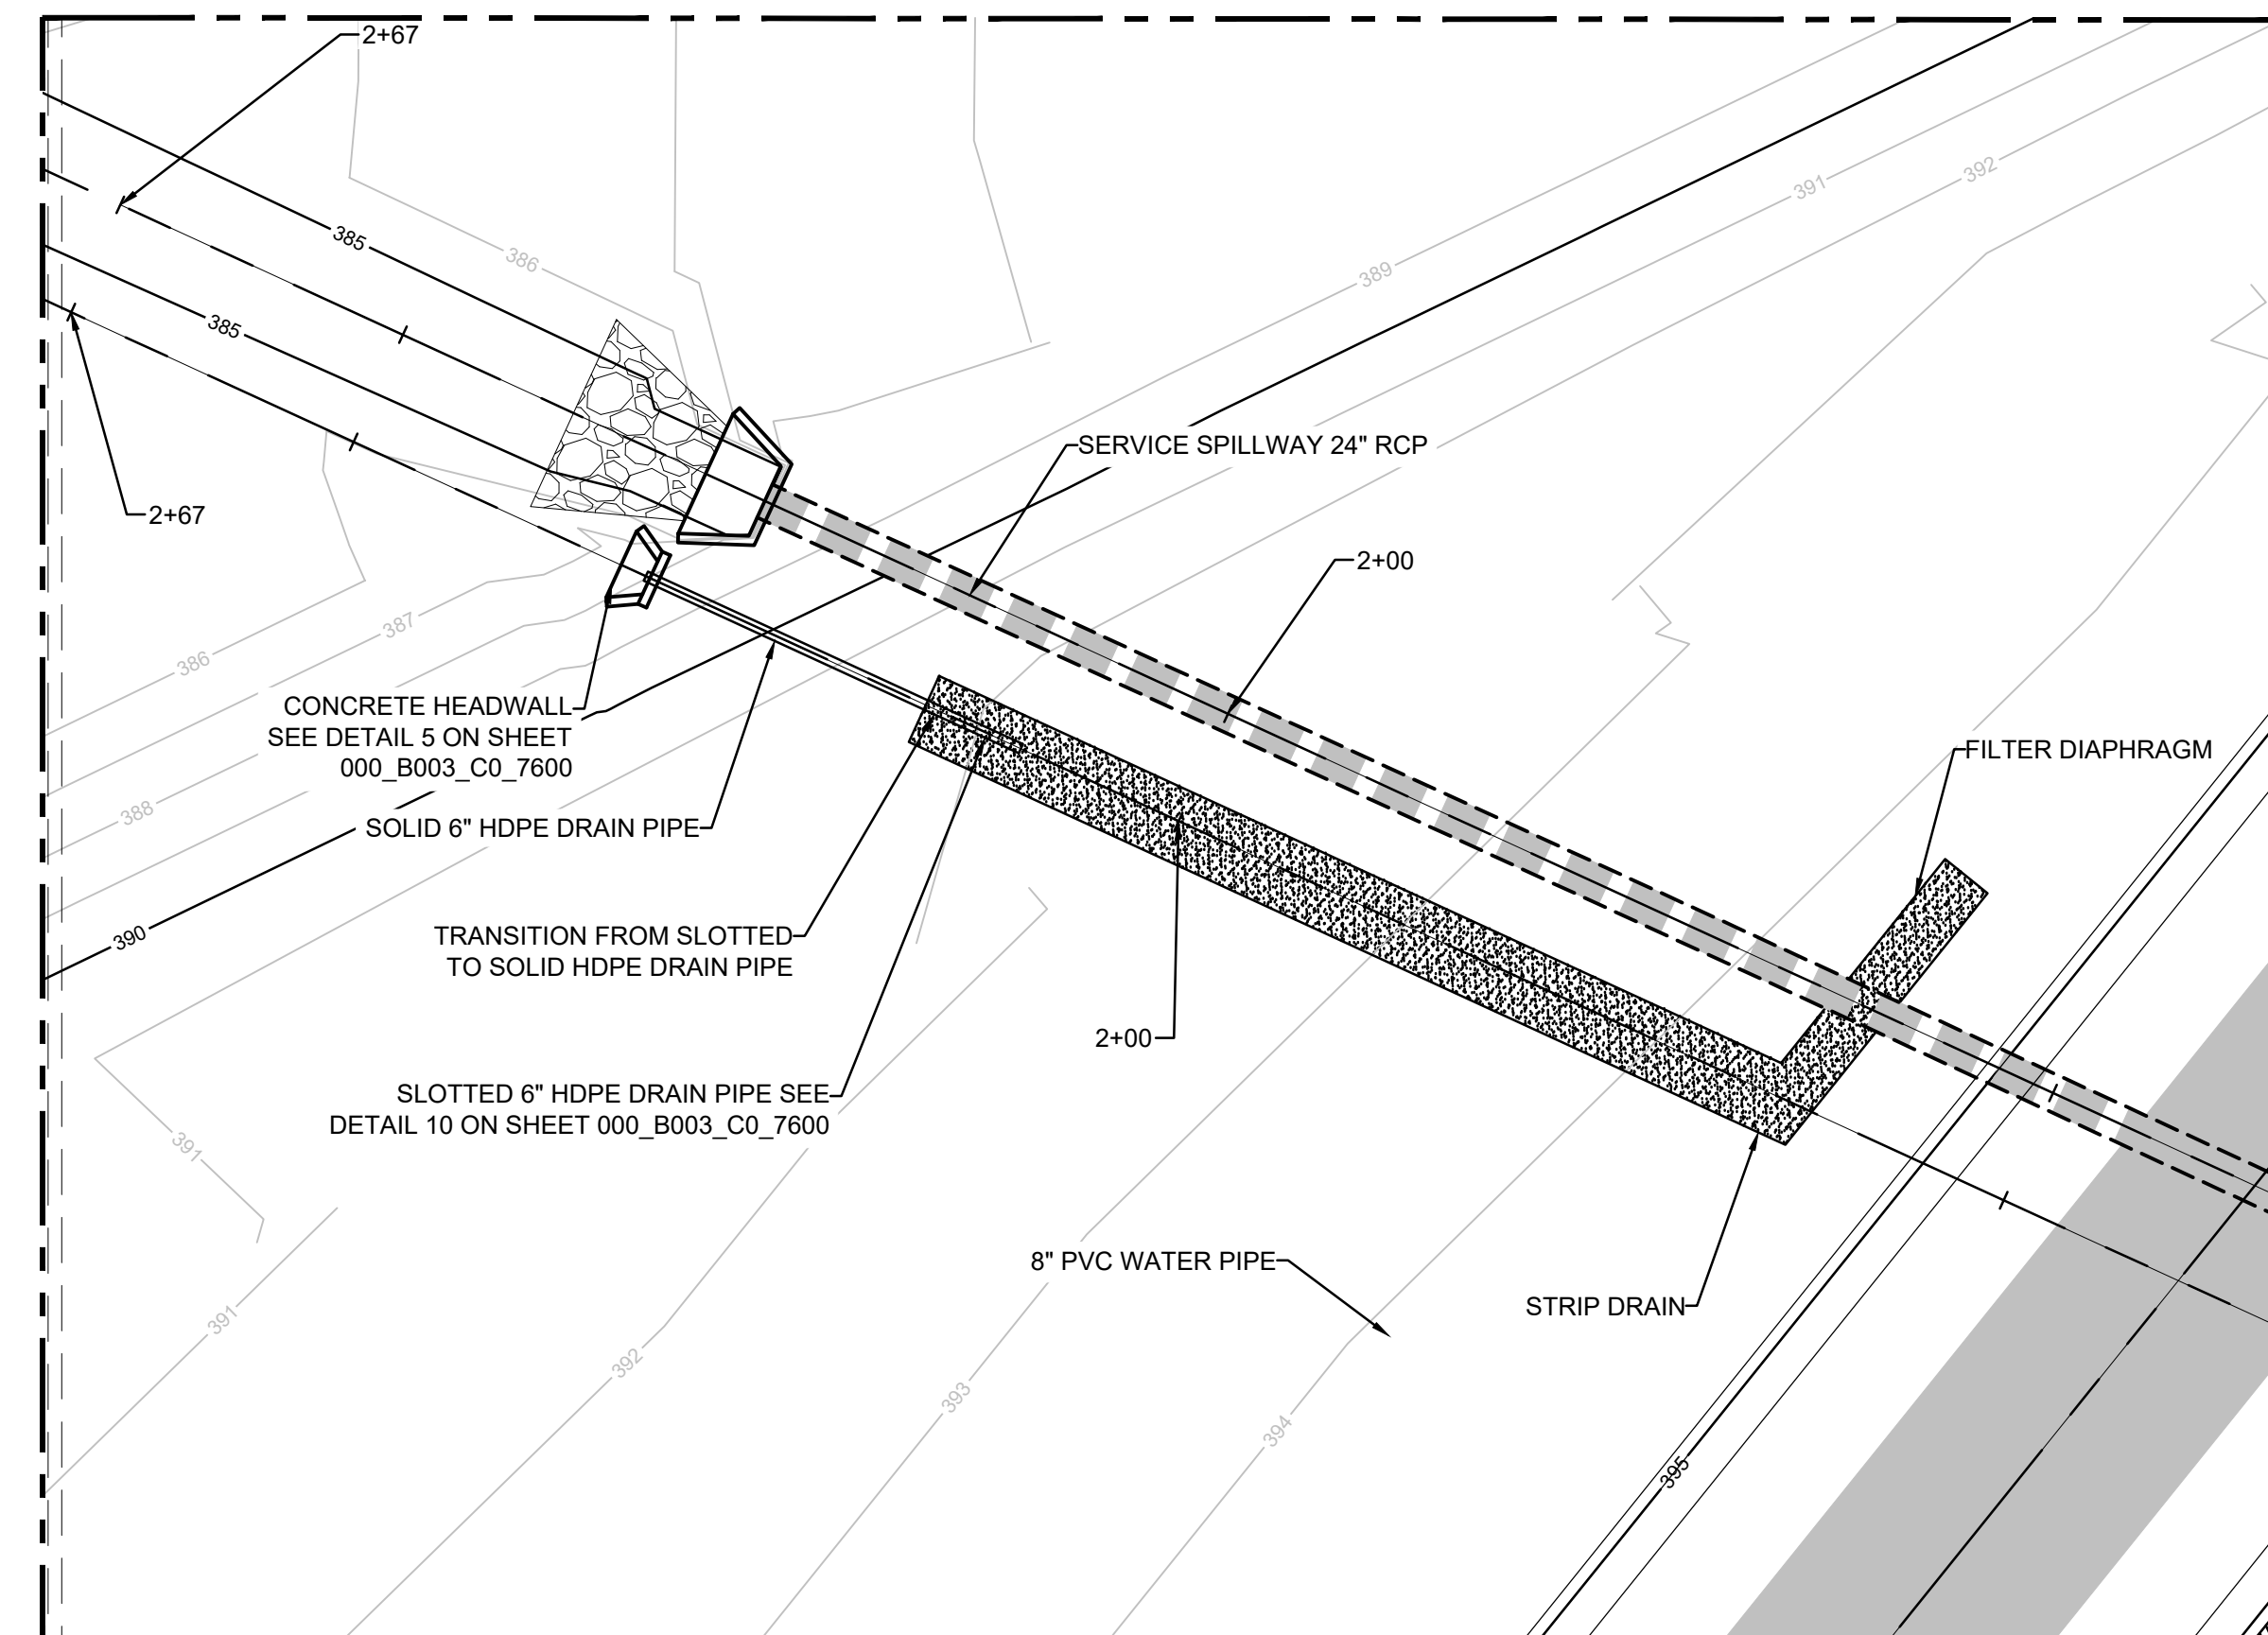 2+67
385
386
385
2+67
389
391
392
SERVICE SPILLWAY 24" RCP
2+00
387
386
388
390
CONCRETE HEADWALL
SEE DETAIL 5 ON SHEET
000_B003_C0_7600
SOLID 6" HDPE DRAIN PIPE
FILTER DIAPHRAGM
TRANSITION FROM SLOTTED
TO SOLID HDPE DRAIN PIPE
2+00
SLOTTED 6" HDPE DRAIN PIPE SEE
DETAIL 10 ON SHEET 000_B003_C0_7600
391
391
8" PVC WATER PIPE
STRIP DRAIN
392
393
394
395